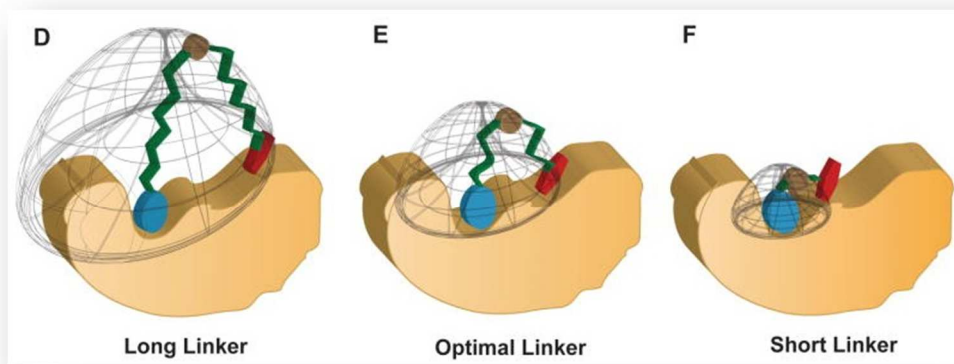 D
E
F
Long Linker
Optimal Linker
Short Linker